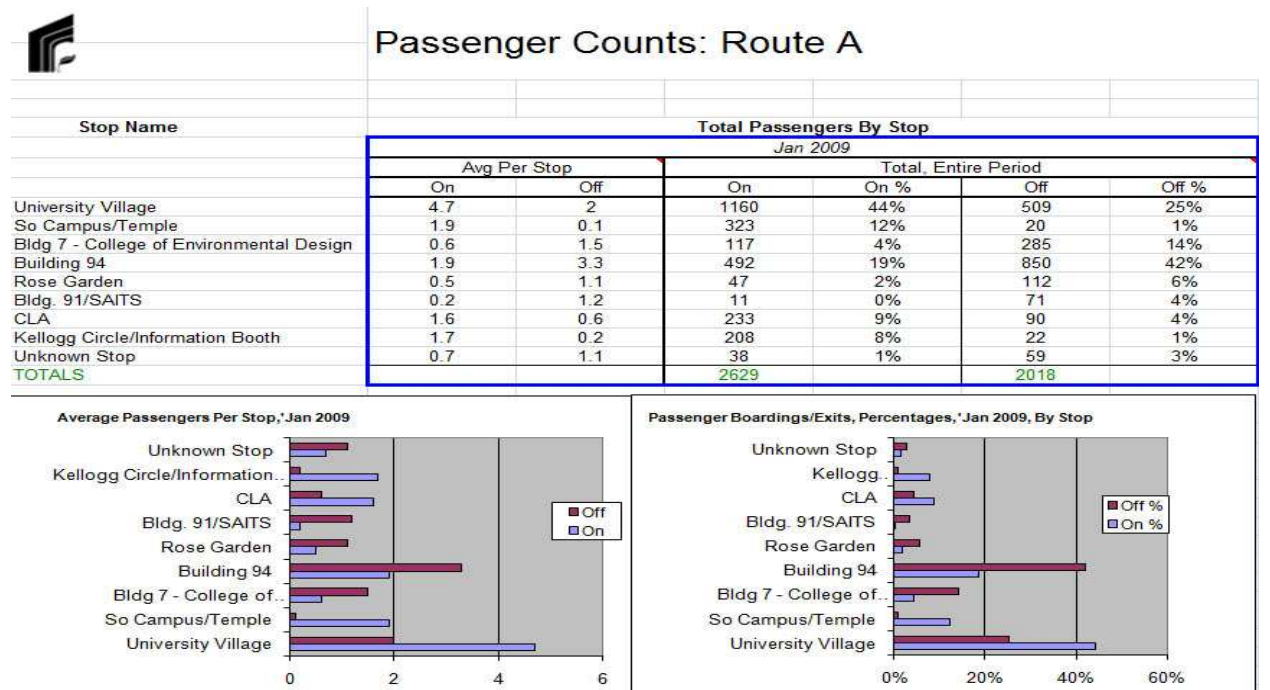 Passenger Counts: Route A
Stop Name Total Passengers By Stop
Jan 2009
Avg Per Stop Total, Entire Period
On Off On On % Off Off %
University Village 4.7 2 1160 44% 509 25%
So Campus/Temple 1.9 0.1 323 12% 20 1%
Bldg 7 - College of Environmental Design 0.6 1.5 117 4% 285 14%
Building 94 1.9 3.3 492 19% 850 42%
Rose Garden 0.5 1.1 47 2% 112 6%
Bldg. 91/SAITS 0.2 1.2 11 0% 71 4%
CLA 1.6 0.6 233 9% 90 4%
Kellogg Circle/Information Booth 1.7 0.2 208 8% 22 1%
Unknown Stop 0.7 1.1 38 1% 59 3%
TOTALS 2629 2018
Average Passengers Per Stop,'Jan 2009
Unknown Stop
Kellogg Circle/Information..
CLA
Bldg. 91/SAITS
Rose Garden
Building 94
Bldg 7 - College of..
So Campus/Temple
University Village
0 2 4 6
Off
On
Passenger Boardings/Exits, Percentages,'Jan 2009, By Stop
Unknown Stop
Kellogg..
CLA
Bldg. 91/SAITS
Rose Garden
Building 94
Bldg 7 - College of..
So Campus/Temple
University Village
0% 20% 40% 60%
Off %
On %